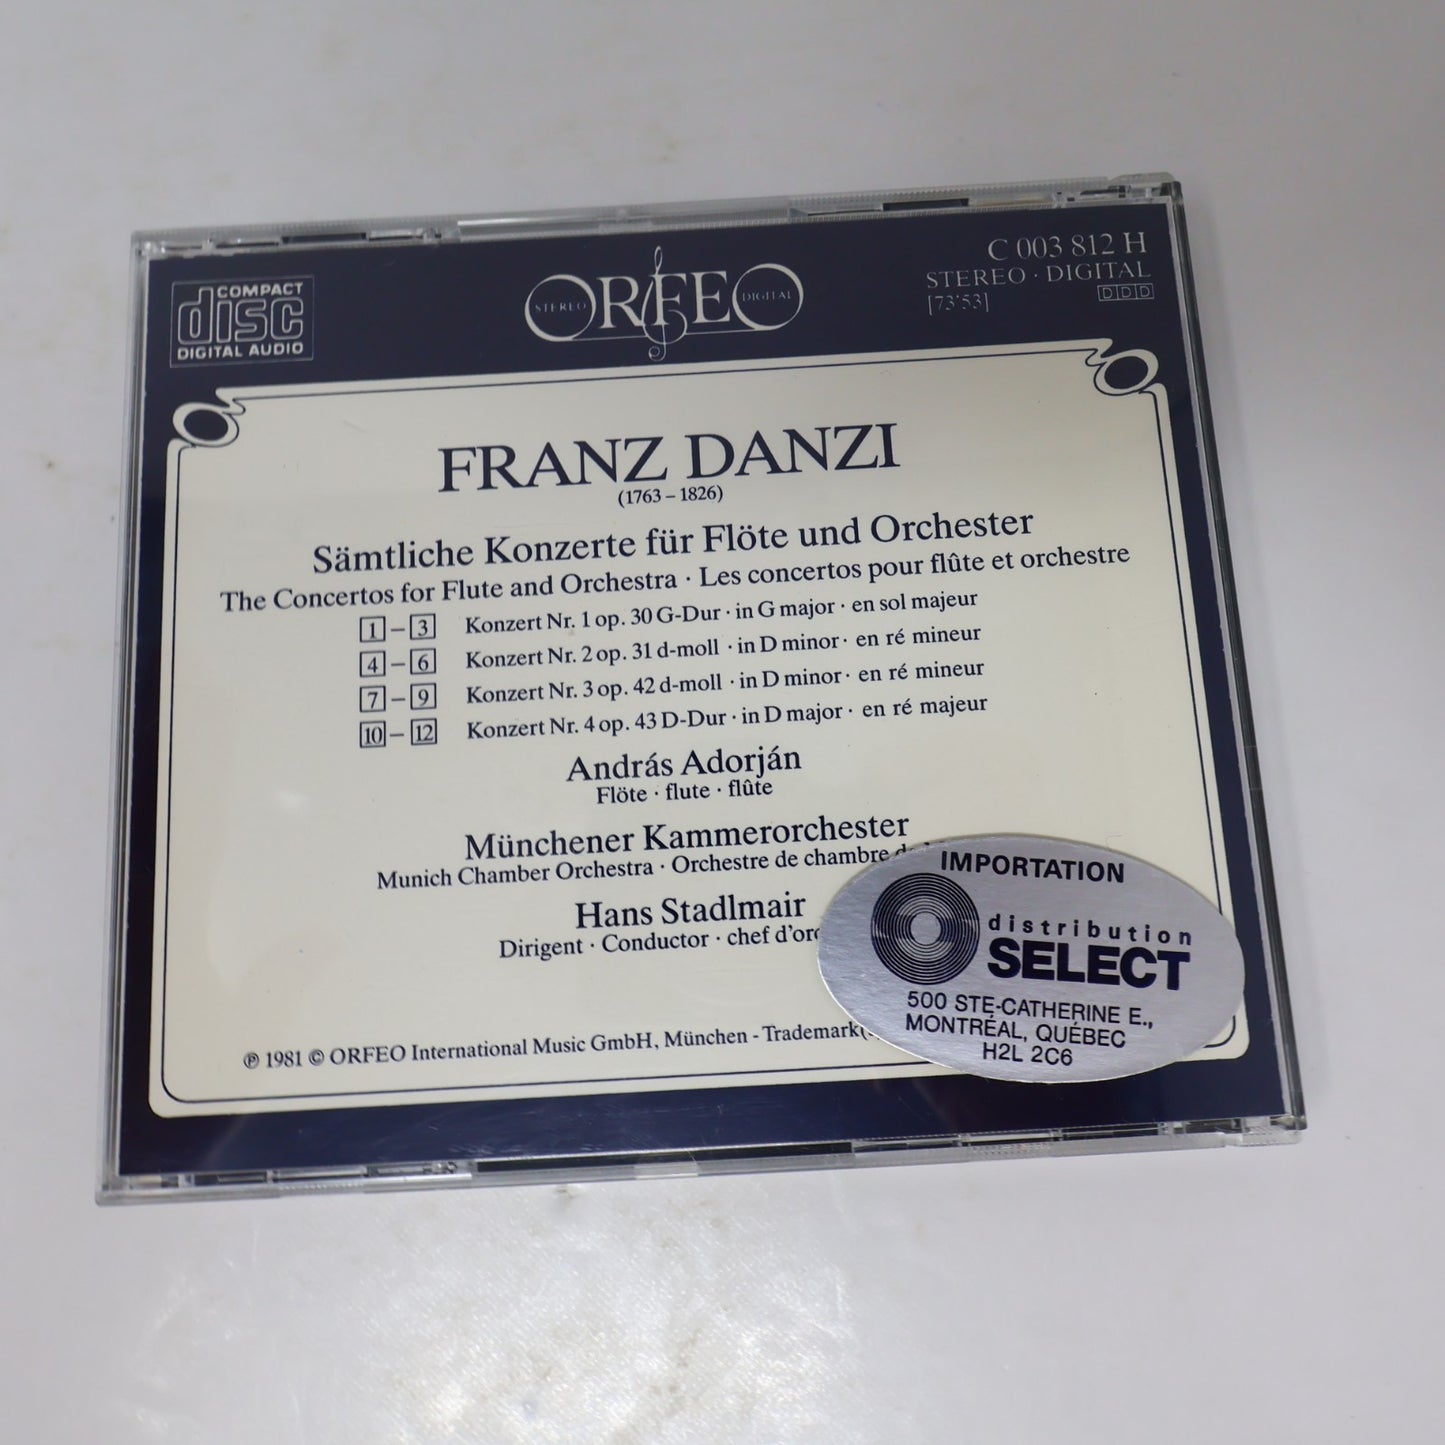 COMPACT
disc
DIGITAL AUDIO
STEREO ORFEO DIGITAL
C 003 812 H
STEREO · DIGITAL
[73'53] DDD
FRANZ DANZI
(1763 – 1826)
Sämtliche Konzerte für Flöte und Orchester
The Concertos for Flute and Orchestra · Les concertos pour flûte et orchestre
1 – 3 Konzert Nr. 1 op. 30 G-Dur · in G major · en sol majeur
4 – 6 Konzert Nr. 2 op. 31 d-moll · in D minor · en ré mineur
7 – 9 Konzert Nr. 3 op. 42 d-moll · in D minor · en ré mineur
10 – 12 Konzert Nr. 4 op. 43 D-Dur · in D major · en ré majeur
András Adorján
Flöte · flute · flûte
Münchener Kammerorchester
Munich Chamber Orchestra · Orchestre de chambre
Hans Stadlmair
Dirigent · Conductor · chef
℗ 1981 © ORFEO International Music GmbH, München - Trademark
IMPORTATION
distribution
SELECT
500 STE-CATHERINE E.,
MONTRÉAL, QUÉBEC
H2L 2C6